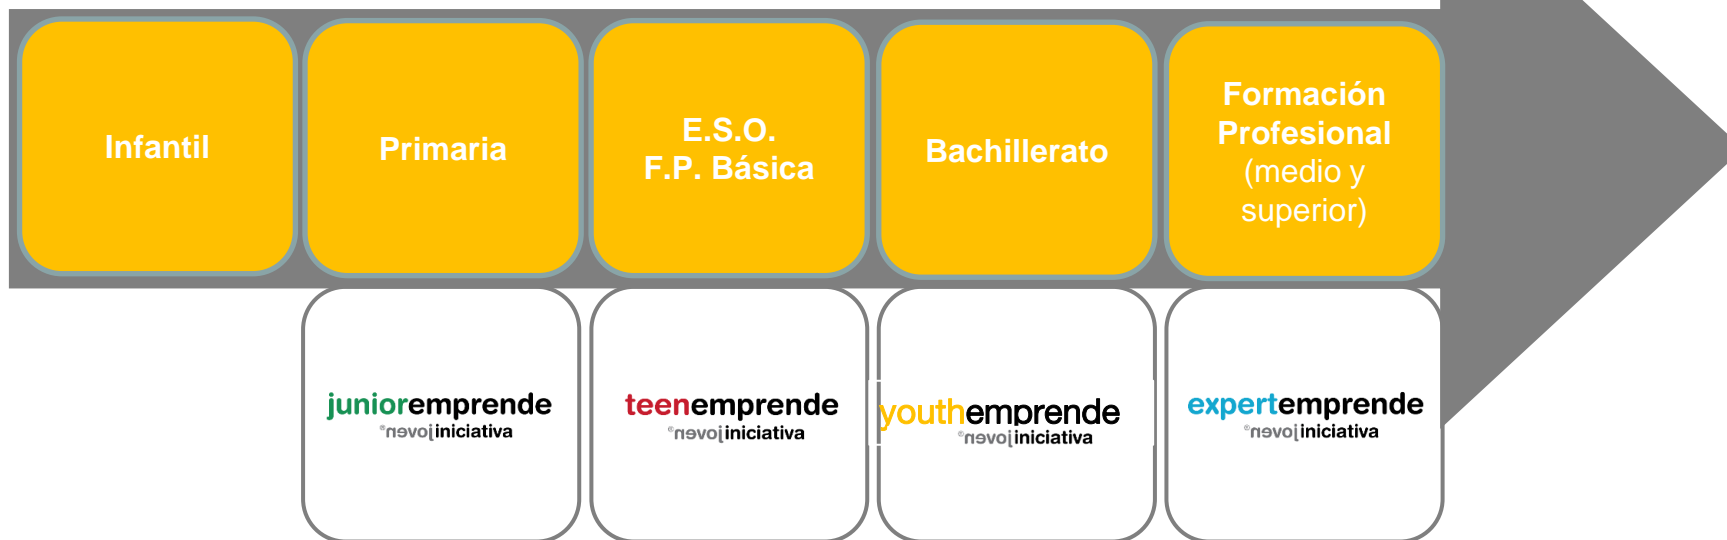 Infantil
Primaria
E.S.O.
F.P. Básica
Bachillerato
Formación
Profesional
(medio y
superior)
junioremprende
®joven iniciativa
teenemprende
®joven iniciativa
youthemprende
®joven iniciativa
expertemprende
®joven iniciativa